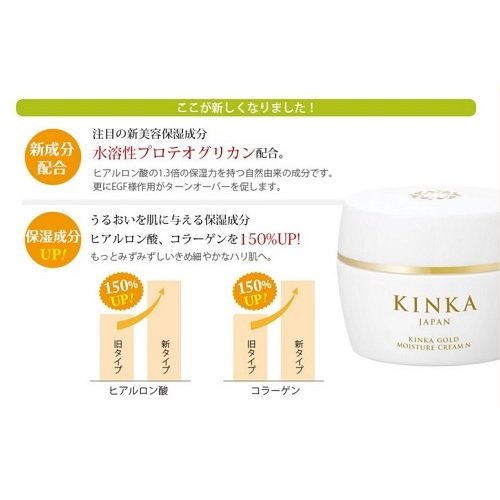 ここが新しくなりました！
新成分
配合
注目の新美容保湿成分
水溶性プロテオグリカン配合。
ヒアルロン酸の1.3倍の保湿力を持つ自然由来の成分です。
更にEGF様作用がターンオーバーを促します。
保湿成分
UP!
うるおいを肌に与える保湿成分
ヒアルロン酸、コラーゲンを150%UP!
もっとみずみずしいきめ細やかなハリ肌へ。
150%
UP!
旧タイプ
新タイプ
ヒアルロン酸
150%
UP!
旧タイプ
新タイプ
コラーゲン
KINKA
JAPAN
KINKA GOLD
MOISTURE CREAM N